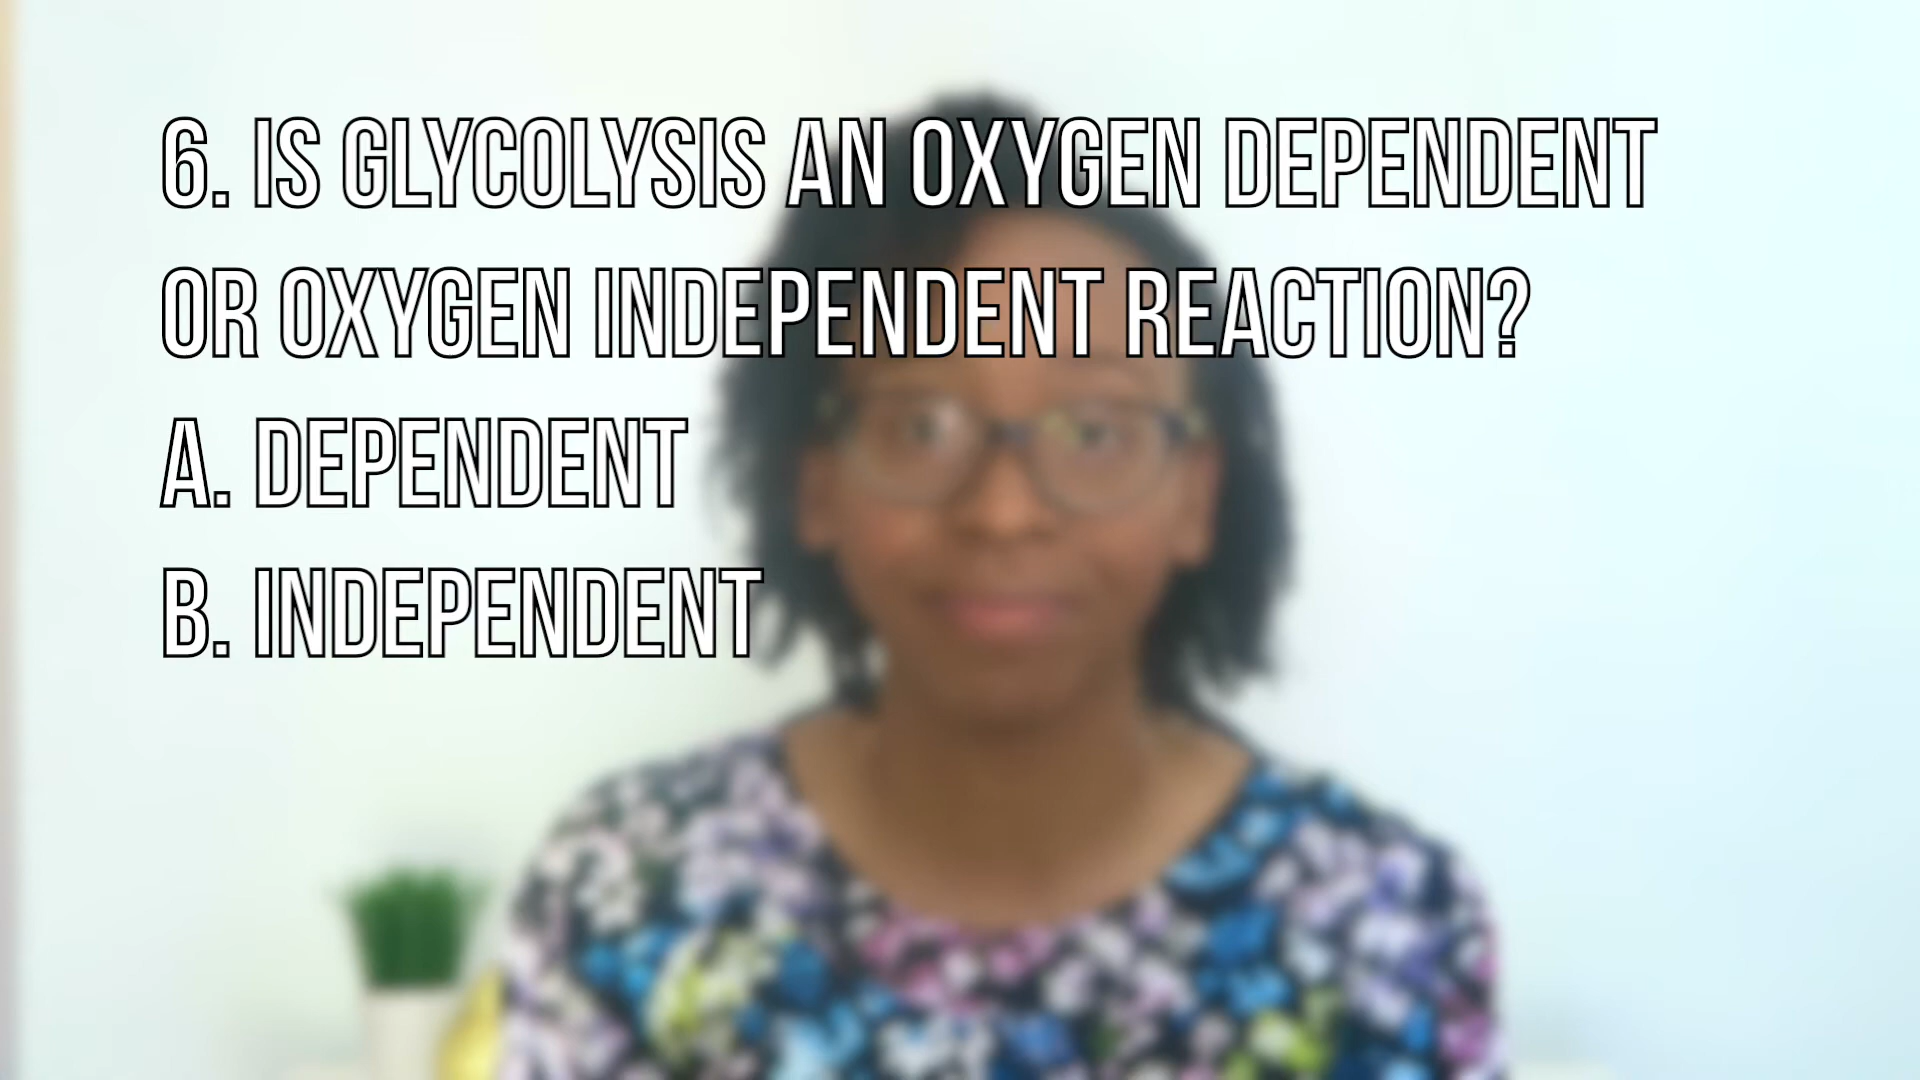 6. IS GLYCOLYSIS AN OXYGEN DEPENDENT
OR OXYGEN INDEPENDENT REACTION?
A. DEPENDENT
B. INDEPENDENT